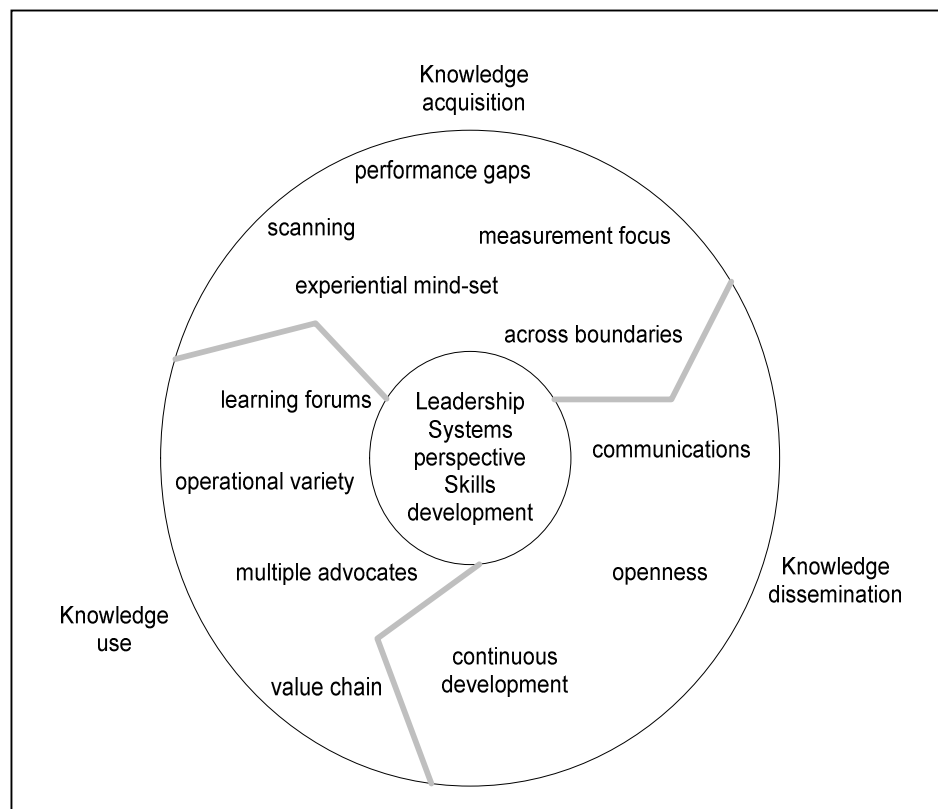 Knowledge
acquisition
performance gaps
scanning
measurement focus
experiential mind-set
across boundaries
learning forums
Leadership
Systems
perspective
Skills
development
communications
operational variety
multiple advocates
openness
Knowledge
dissemination
Knowledge
use
continuous
development
value chain